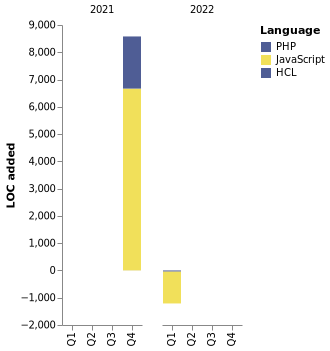 2021
2022
Language
PHP
JavaScript
HCL
LOC added
9,000
8,000
7,000
6,000
5,000
4,000
3,000
2,000
1,000
0
−1,000
−2,000
Q1
Q2
Q3
Q4
Q1
Q2
Q3
Q4